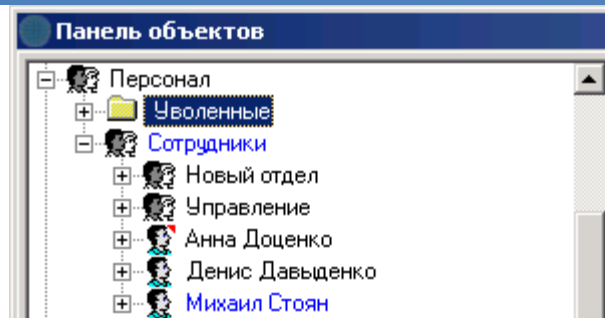 Панель объектов
Персонал
Уволенные
Сотрудники
Новый отдел
Управление
Анна Доценко
Денис Давыденко
Михаил Стоян